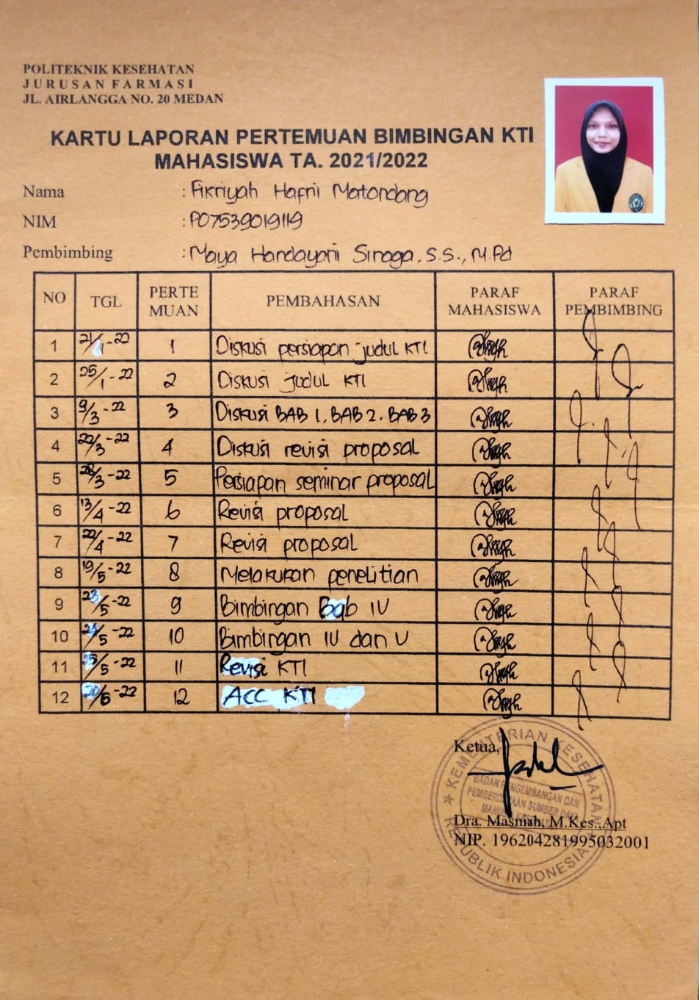 POLITEKNIK KESEHATAN
JURUSAN FARMASI
JL. AIRLANGGA NO. 20 MEDAN
KARTU LAPORAN PERTEMUAN BIMBINGAN KTI
MAHASISWA TA. 2021/2022
Nama : Fikriyah Hafni Matondang
NIM : P07539019119
Pembimbing : Maya Handayani Sinaga, S.S., M.Pd
NO TGL PERTE MUAN PEMBAHASAN PARAF MAHASISWA PARAF PEMBIMBING
1 21/1-22 1 Diskusi persiapan judul KTI
2 25/1-22 2 Diskusi judul KTI
3 9/3-22 3 Diskusi BAB 1, BAB 2, BAB 3
4 22/3-22 4 Diskusi revisi proposal
5 28/3-22 5 Persiapan seminar proposal
6 13/4-22 6 Revisi proposal
7 22/4-22 7 Revisi proposal
8 19/5-22 8 Melakukan penelitian
9 23/5-22 9 Bimbingan Bab IV
10 /5-22 10 Bimbingan IV dan V
11 /5-22 11 Revisi KTI
12 12 ACC KTI
Ketua,
KEMENTERIAN KESEHATAN
REPUBLIK INDONESIA
BADAN PENGEMBANGAN DAN
PEMBERDAYAAN SUMBER DAYA
Dra. Masniah, M.Kes.,Apt
NIP. 196204281995032001